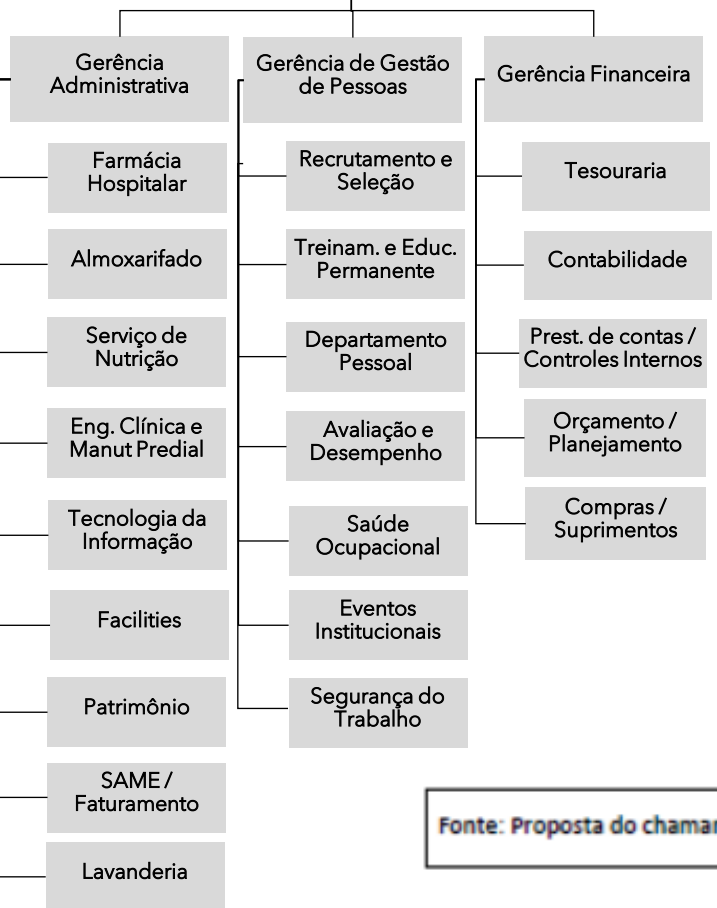 Gerência
Administrativa
Farmácia
Hospitalar
Almoxarifado
Serviço de
Nutrição
Eng. Clínica e
Manut Predial
Tecnologia da
Informação
Facilities
Patrimônio
SAME /
Faturamento
Lavanderia
Gerência de Gestão
de Pessoas
Recrutamento e
Seleção
Treinam. e Educ.
Permanente
Departamento
Pessoal
Avaliação e
Desempenho
Saúde
Ocupacional
Eventos
Institucionais
Segurança do
Trabalho
Gerência Financeira
Tesouraria
Contabilidade
Prest. de contas /
Controles Internos
Orçamento /
Planejamento
Compras /
Suprimentos
Fonte: Proposta do